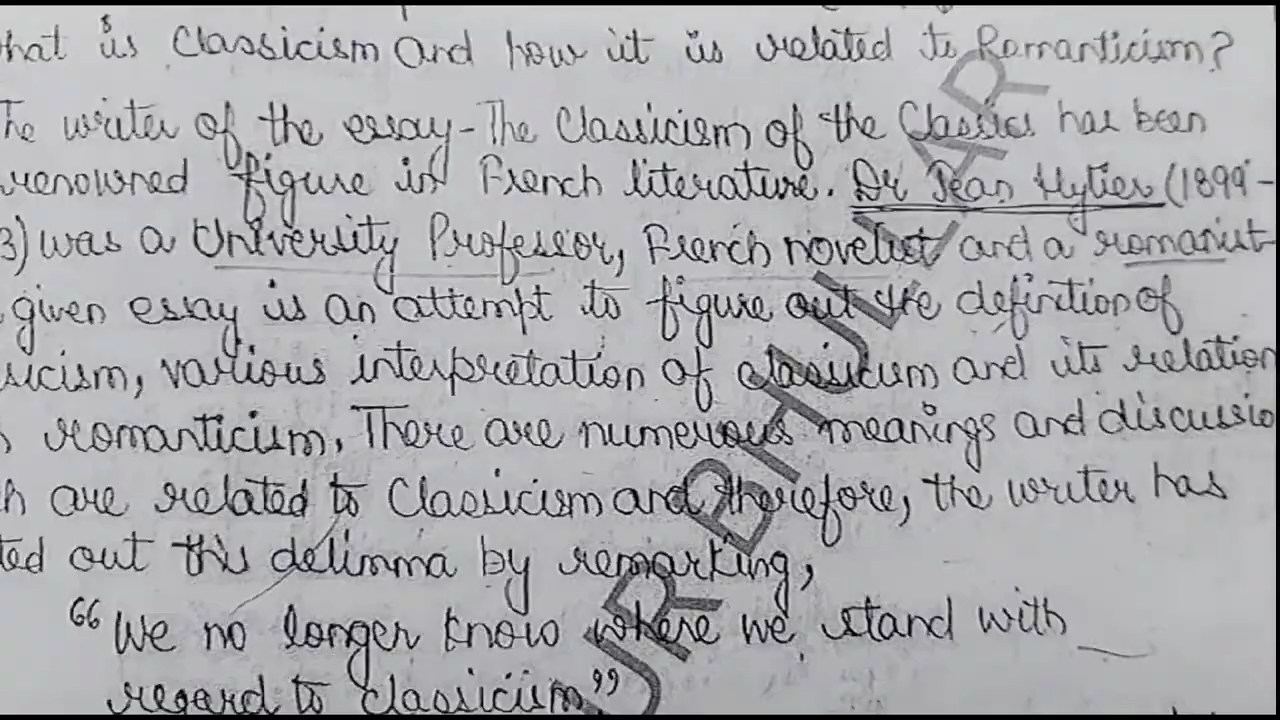 hat is Classicism and how it is related to Romanticism?
The writer of the essay - The Classicism of the Classics has been
renowned figure in French literature. Dr Jean Hytier (1899-
3) was a University Professor, French novelist and a romanist
given essay is an attempt to figure out the definition of
sicism, various interpretation of classicism and its relation
romanticism. There are numerous meanings and discussio
h are related to Classicism and therefore, the writer has
ted out this delimma by remarking,
"We no longer know where we stand with
regard to classicism."